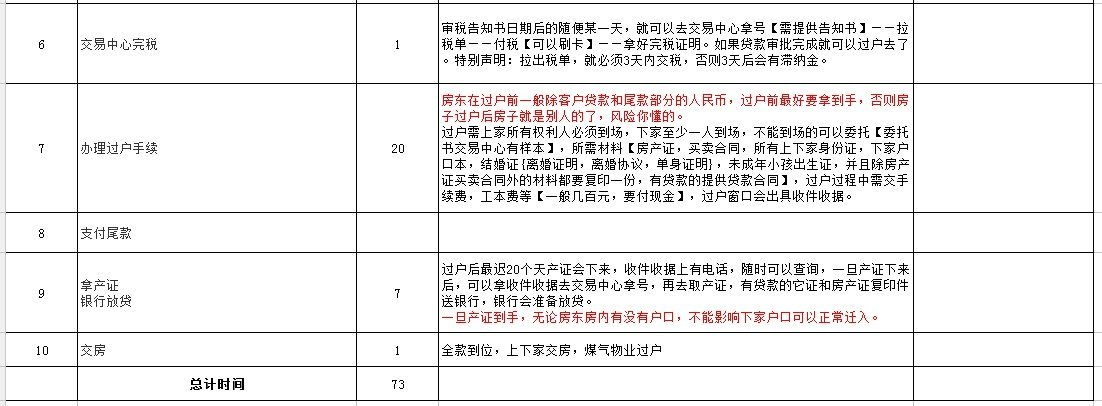 6 交易中心完税 1
审税告知书日期后的随便某一天，就可以去交易中心拿号【需提供告知书】——拉
税单——付税【可以刷卡】——拿好完税证明。如果贷款审批完成就可以过户去了
。特别声明：拉出税单，就必须3天内交税，否则3天后会有滞纳金。
7 办理过户手续 20
房东在过户前一般除客户贷款和尾款部分的人民币，过户前最好要拿到手，否则房
子过户后房子就是别人的了，风险你懂的。
过户需上家所有权利人必须到场，下家至少一人到场，不能到场的可以委托【委托
书交易中心有样本】，所需材料【房产证，买卖合同，所有上下家身份证，下家户
口本，结婚证{离婚证明，离婚协议，单身证明}，未成年小孩出生证，并且除房产
证买卖合同外的材料都要复印一份，有贷款的提供贷款合同】，过户过程中需交手
续费，工本费等【一般几百元，要付现金】，过户窗口会出具收件收据。
8 支付尾款
9 拿产证
银行放贷 7
过户后最迟20个天产证会下来，收件收据上有电话，随时可以查询，一旦产证下来
后，可以拿收件收据去交易中心拿号，再去取产证，有贷款的它证和房产证复印件
送银行，银行会准备放贷。
一旦产证到手，无论房东房内有没有户口，不能影响下家户口可以正常迁入。
10 交房 1 全款到位，上下家交房，煤气物业过户
总计时间 73